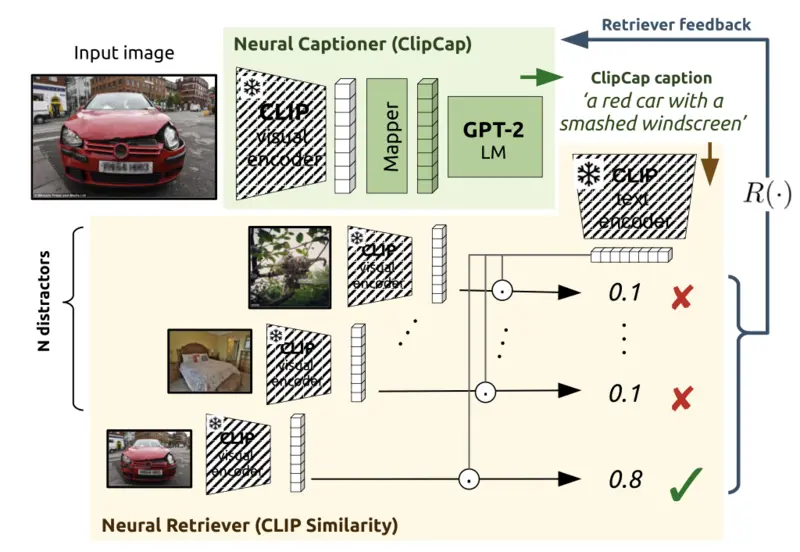 Retriever feedback
Input image
Neural Captioner (ClipCap)
CLIP
visual
encoder
Mapper
GPT-2
LM
ClipCap caption
‘a red car with a
smashed windscreen’
CLIP
text
encoder
R(·)
N distractors
CLIP
visual
encoder
0.1
CLIP
visual
encoder
0.1
CLIP
visual
encoder
0.8
Neural Retriever (CLIP Similarity)